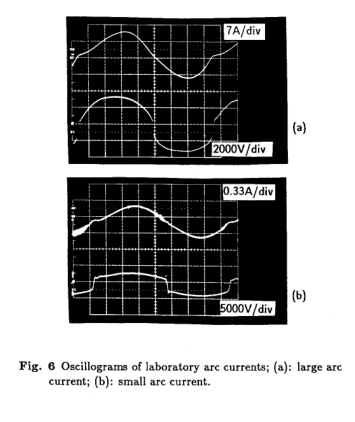 7A/div
2000V/div
(a)
0.33A/div
5000V/div
(b)
Fig. 6 Oscillograms of laboratory arc currents; (a): large arc
current; (b): small arc current.